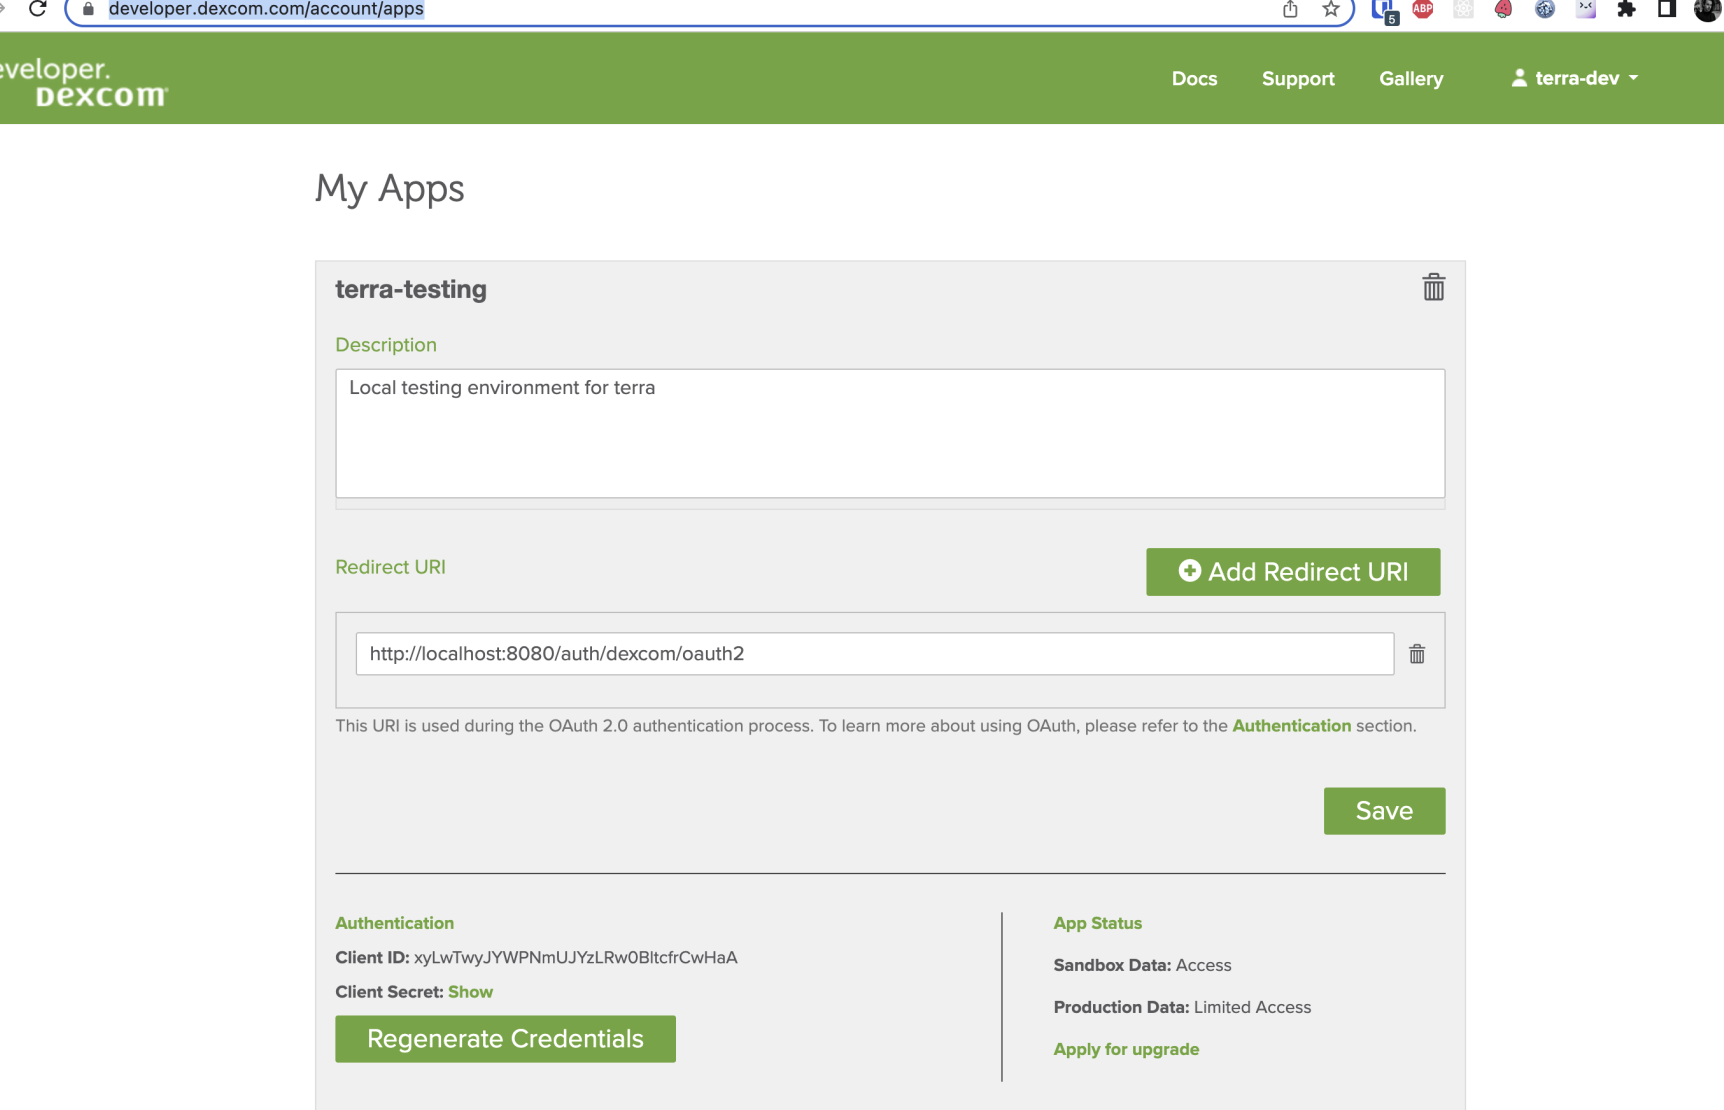 developer.dexcom.com/account/apps
5
ABP
eveloper.
Dexcom
Docs
Support
Gallery
terra-dev
My Apps
terra-testing
Description
Local testing environment for terra
Redirect URI
Add Redirect URI
http://localhost:8080/auth/dexcom/oauth2
This URI is used during the OAuth 2.0 authentication process. To learn more about using OAuth, please refer to the Authentication section.
Save
Authentication
Client ID: xyLwTwyJYWPNmUJYzLRw0BltcfrCwHaA
Client Secret: Show
Regenerate Credentials
App Status
Sandbox Data: Access
Production Data: Limited Access
Apply for upgrade